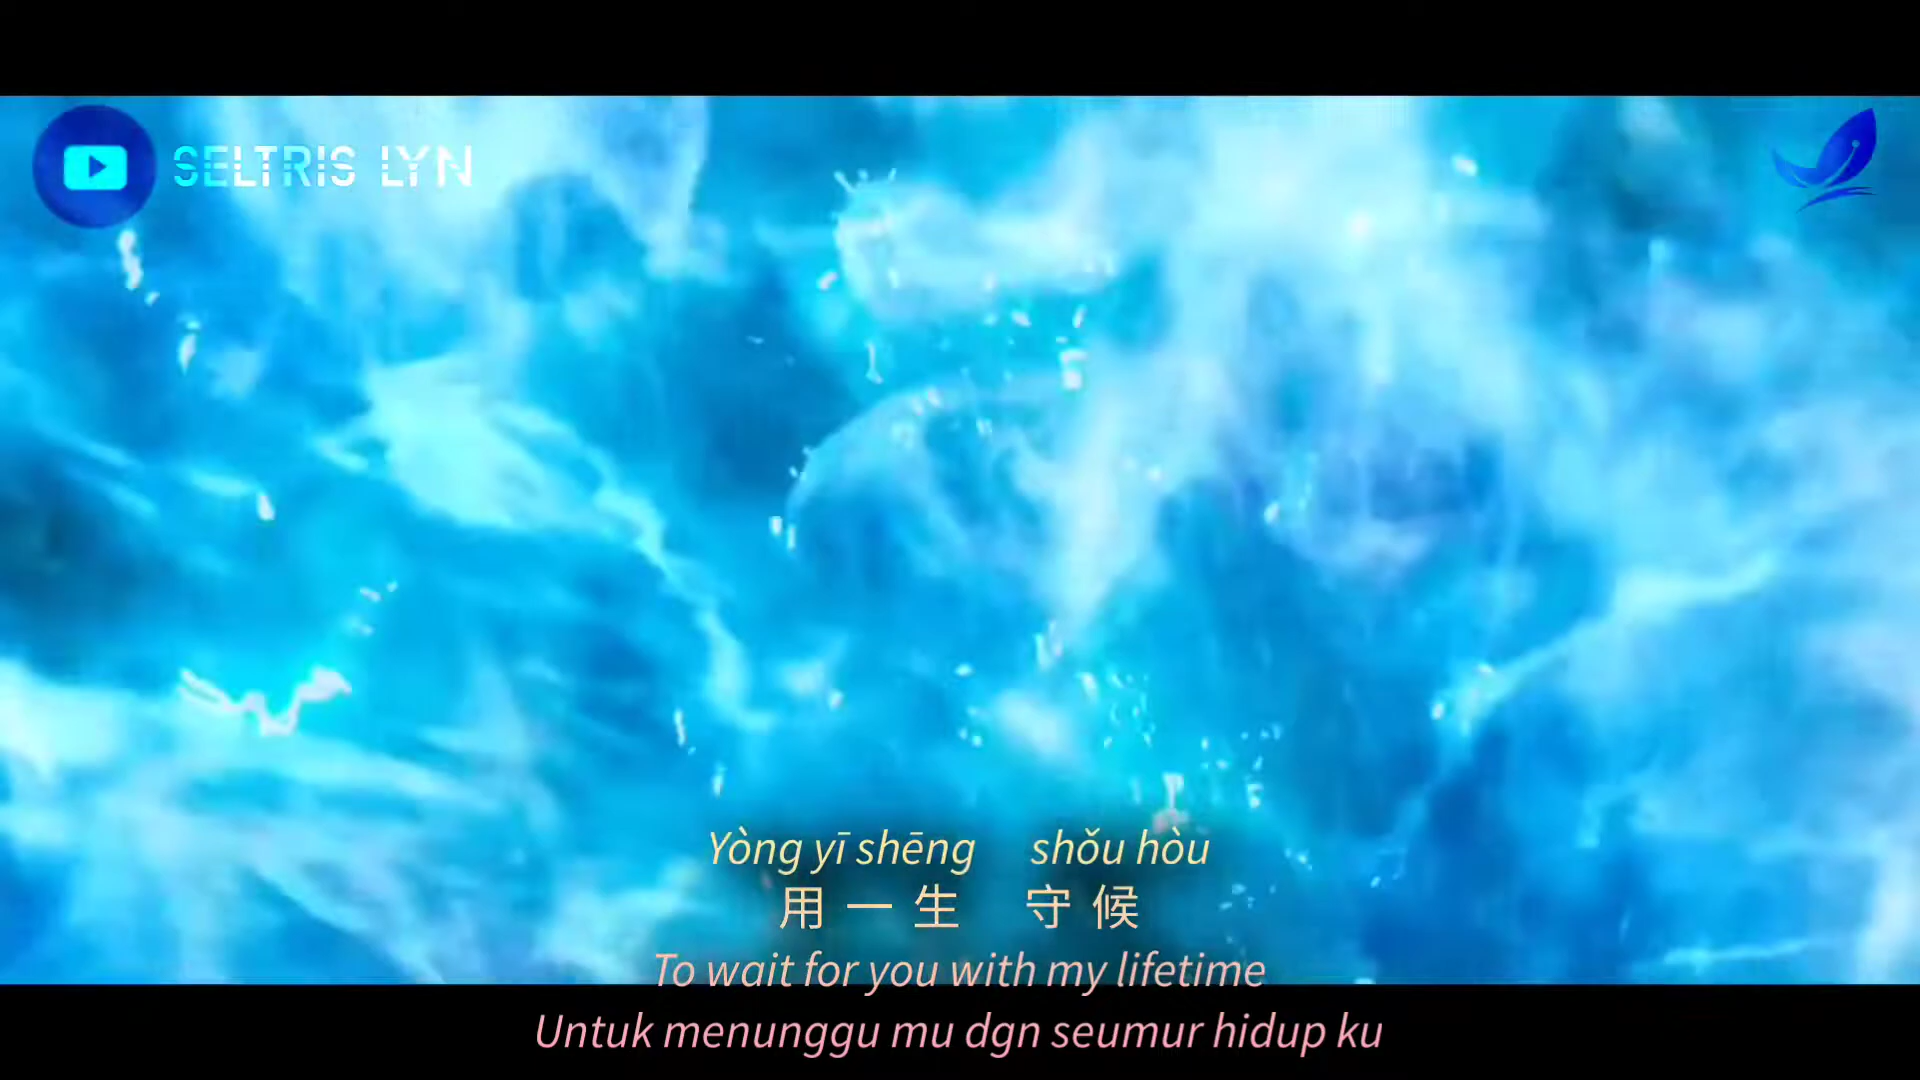 SELTRIS LYN
Yòng yī shēng shǒu hòu
用一生 守候
To wait for you with my lifetime
Untuk menunggu mu dgn seumur hidup ku